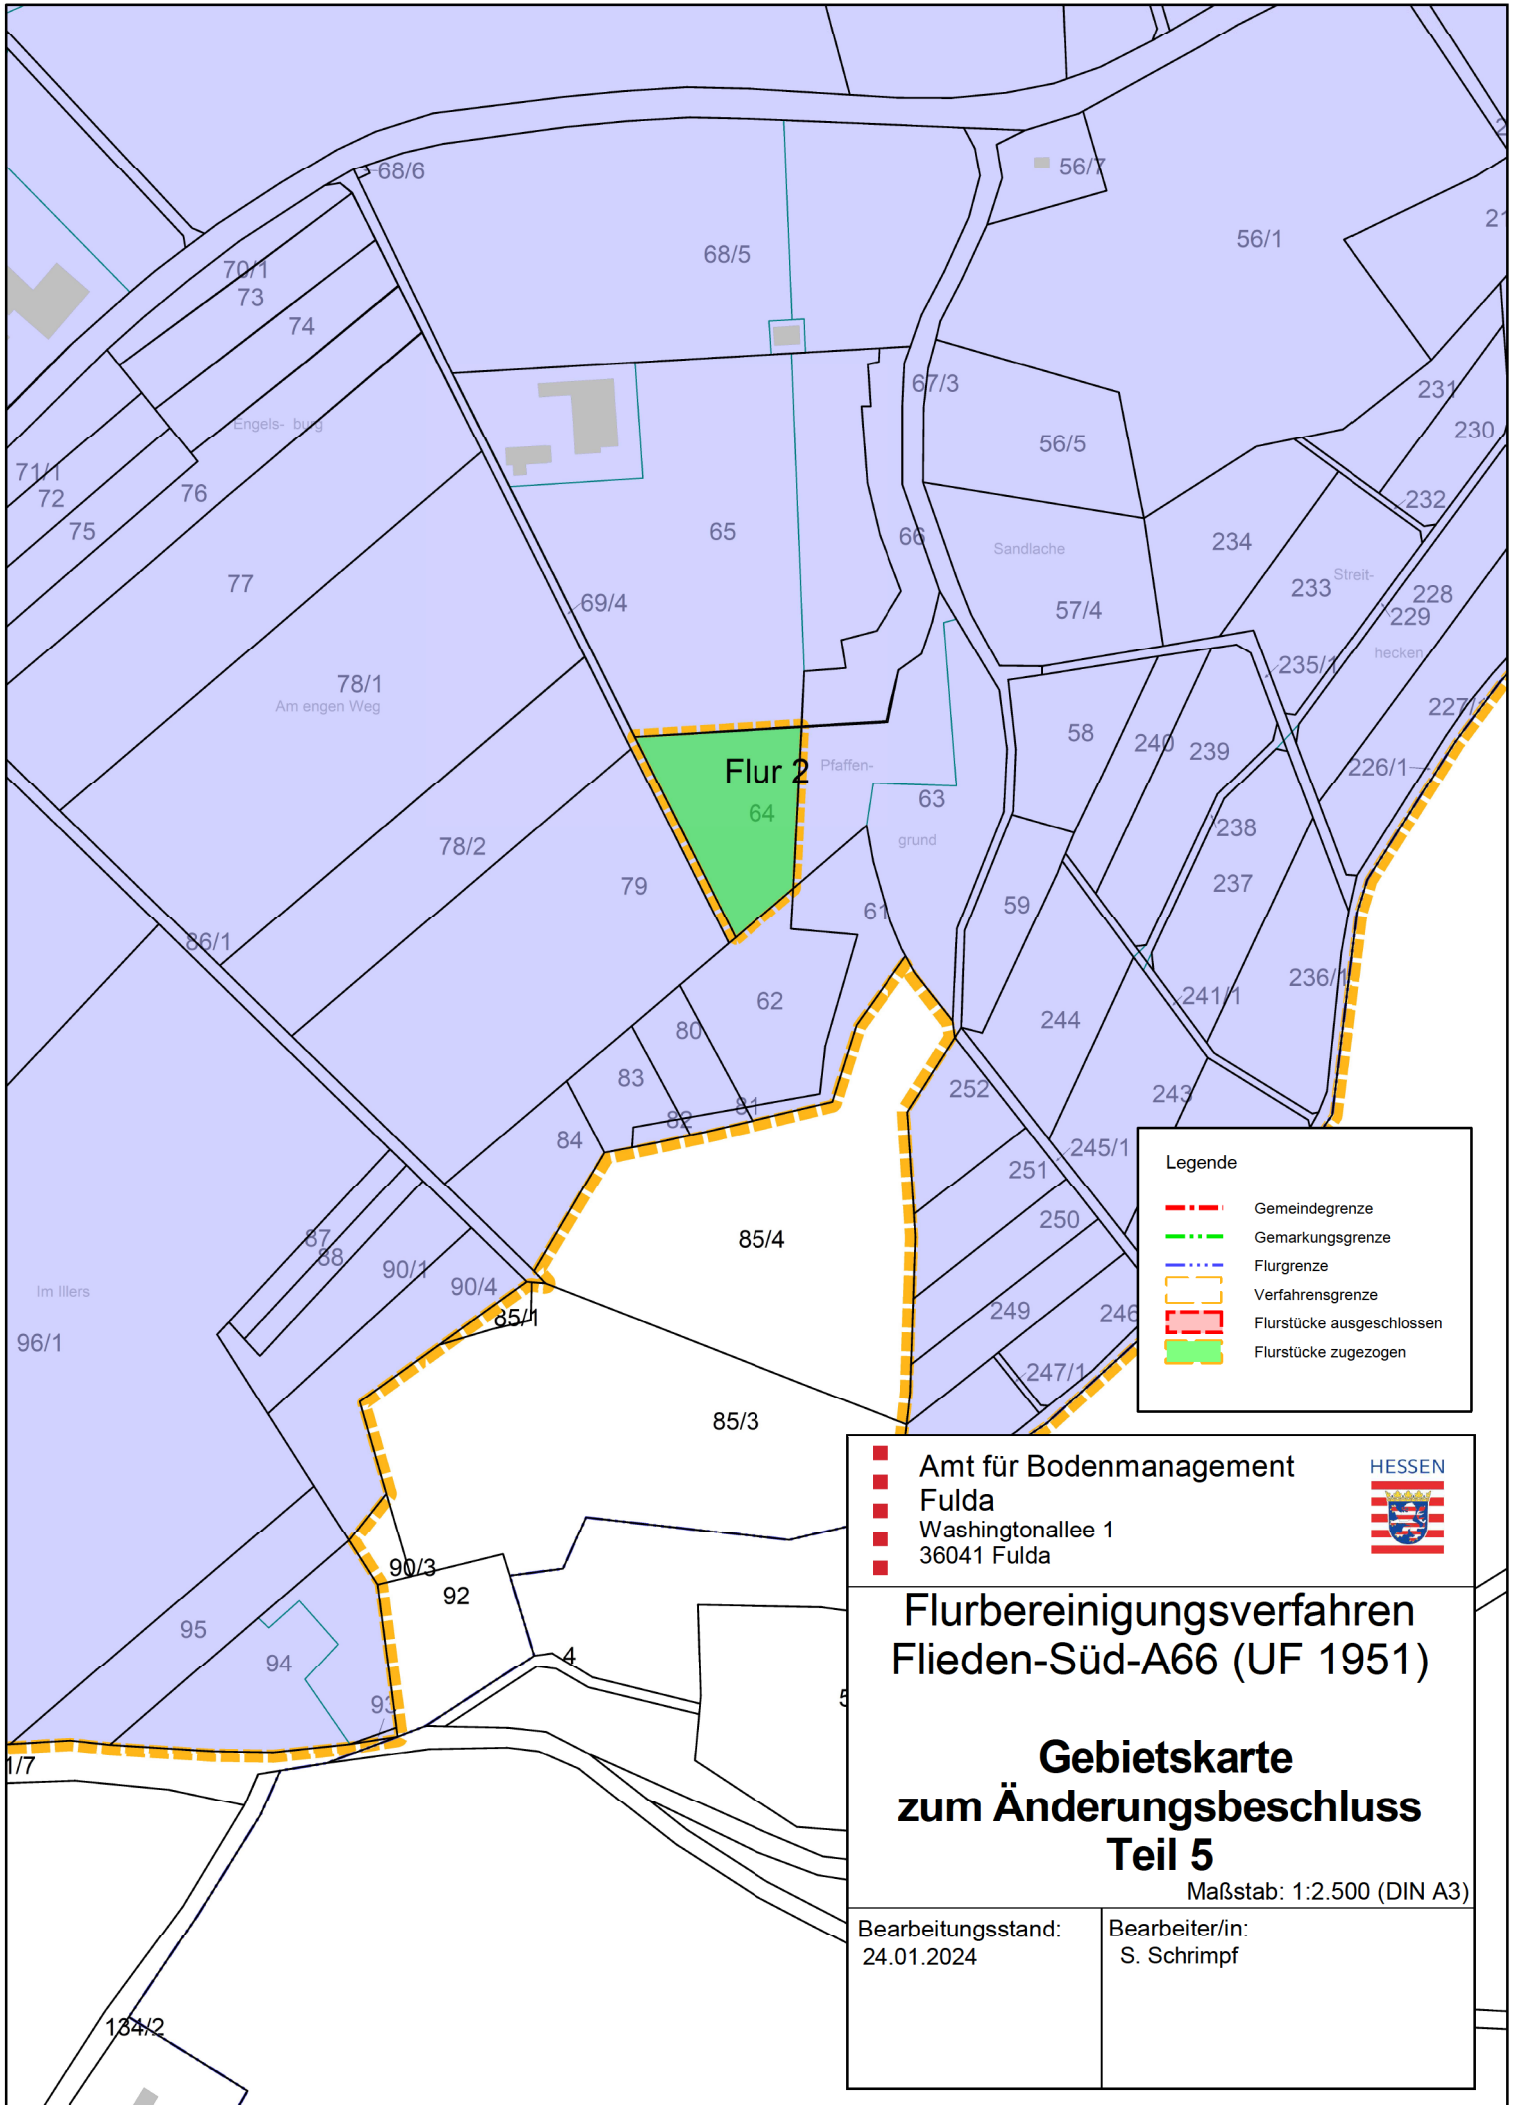 68/6
56/7
56/1
68/5
70/1
73
74
67/3
231
230
Engels- burg
56/5
71/1
72
75
76
232
65
66
Sandlache
234
77
69/4
57/4
233
Streit-
228
229
hecken
235/1
78/1
Am engen Weg
227/1
58
240
239
226/1
Flur 2
64
Pfaffen-
63
grund
238
78/2
79
237
61
59
86/1
236/1
62
241/1
80
244
83
252
243
82
81
84
245/1
251
250
87
88
90/1
90/4
85/4
Im Illers
85/1
249
246
96/1
247/1
85/3
Legende
Gemeindegrenze
Gemarkungsgrenze
Flurgrenze
Verfahrensgrenze
Flurstücke ausgeschlossen
Flurstücke zugezogen
90/3
92
95
94
4
93
1/7
134/2
Amt für Bodenmanagement
Fulda
Washingtonallee 1
36041 Fulda
HESSEN
Flurbereinigungsverfahren
Flieden-Süd-A66 (UF 1951)
Gebietskarte
zum Änderungsbeschluss
Teil 5
Maßstab: 1:2.500 (DIN A3)
Bearbeitungsstand:
24.01.2024
Bearbeiter/in:
S. Schrimpf